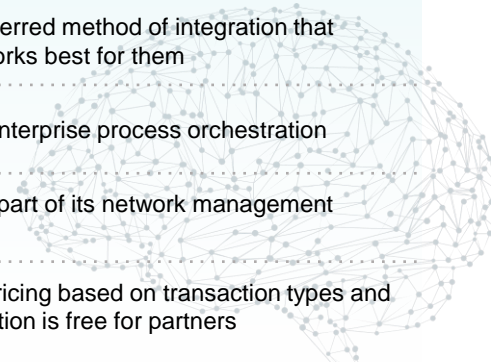 erred method of integration that
orks best for them
nterprise process orchestration
part of its network management
ricing based on transaction types and
tion is free for partners